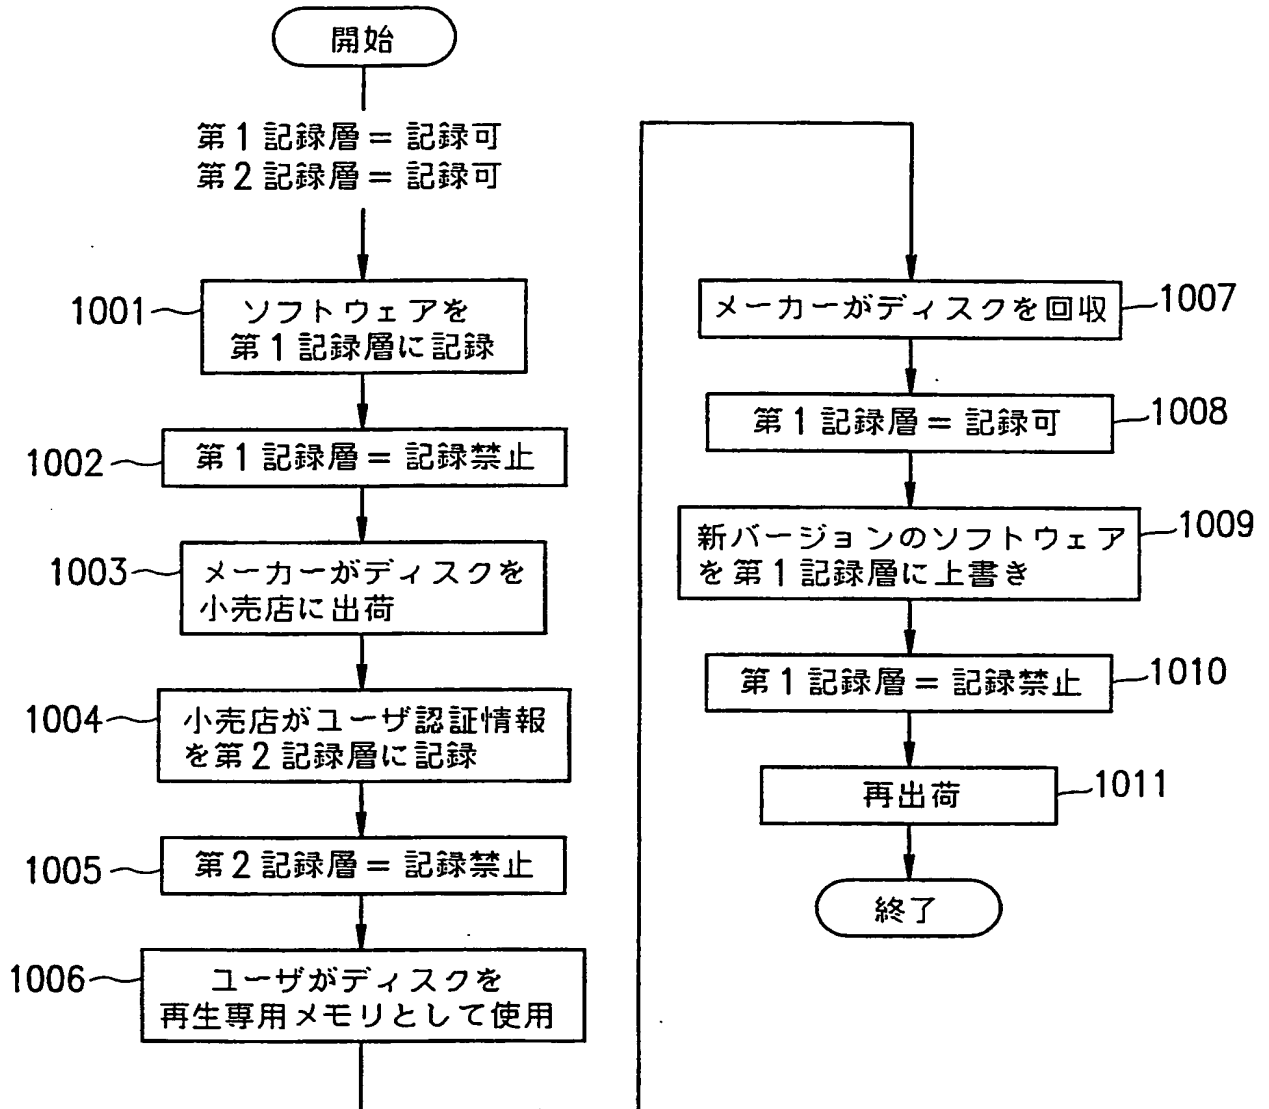 開始
第1記録層=記録可
第2記録層=記録可
1001
ソフトウェアを
第1記録層に記録
1002
第1記録層=記録禁止
1003
メーカーがディスクを
小売店に出荷
1004
小売店がユーザ認証情報
を第2記録層に記録
1005
第2記録層=記録禁止
1006
ユーザがディスクを
再生専用メモリとして使用
メーカーがディスクを回収
1007
第1記録層=記録可
1008
新バージョンのソフトウェア
を第1記録層に上書き
1009
第1記録層=記録禁止
1010
再出荷
1011
終了